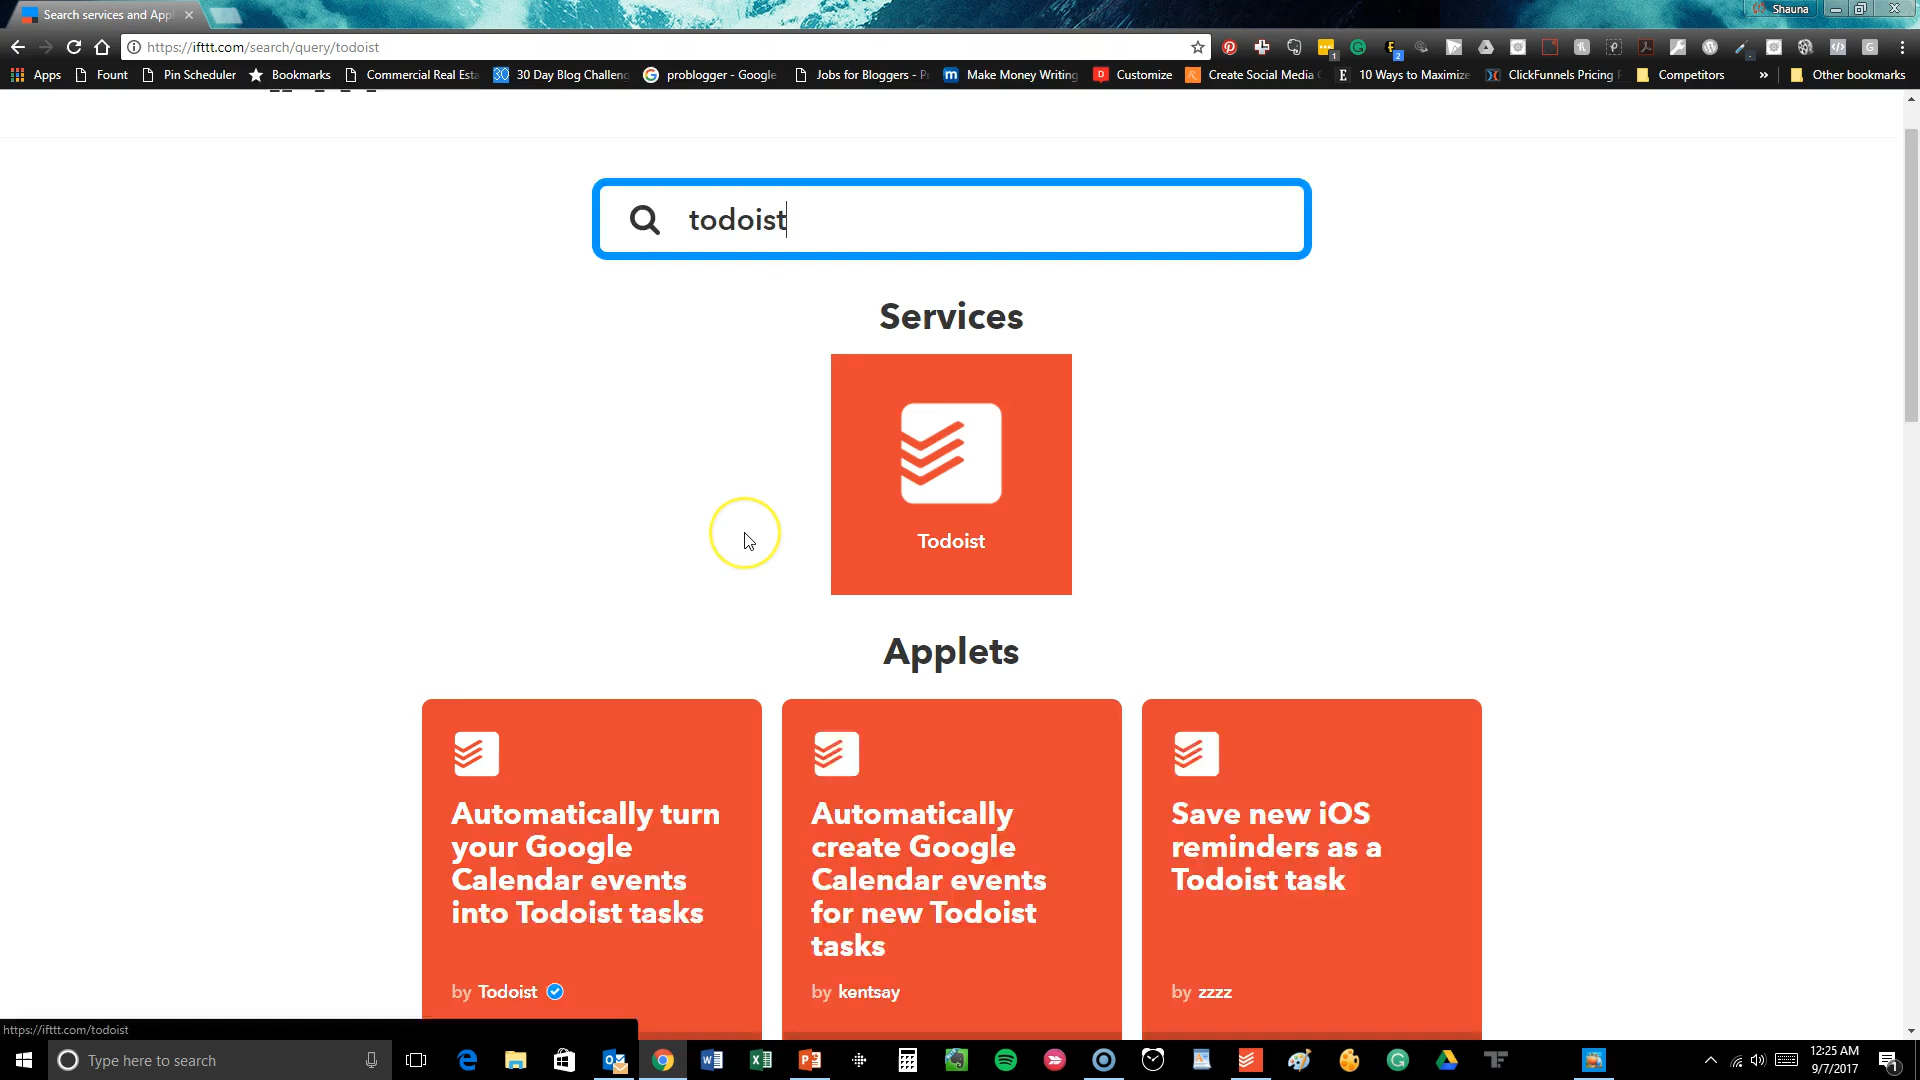 Search services and Appl
Shauna
https://ifttt.com/search/query/todoist
Apps
Fount
Pin Scheduler
Bookmarks
Commercial Real Esta
30 Day Blog Challeng
problogger - Google
Jobs for Bloggers - P
Make Money Writing
Customize
Create Social Media
10 Ways to Maximize
ClickFunnels Pricing
Competitors
»
Other bookmarks
todoist
Services
Todoist
Applets
Automatically turn
your Google
Calendar events
into Todoist tasks
by Todoist
Automatically
create Google
Calendar events
for new Todoist
tasks
by kentsay
Save new iOS
reminders as a
Todoist task
by zzzz
https://ifttt.com/todoist
Type here to search
12:25 AM
9/7/2017